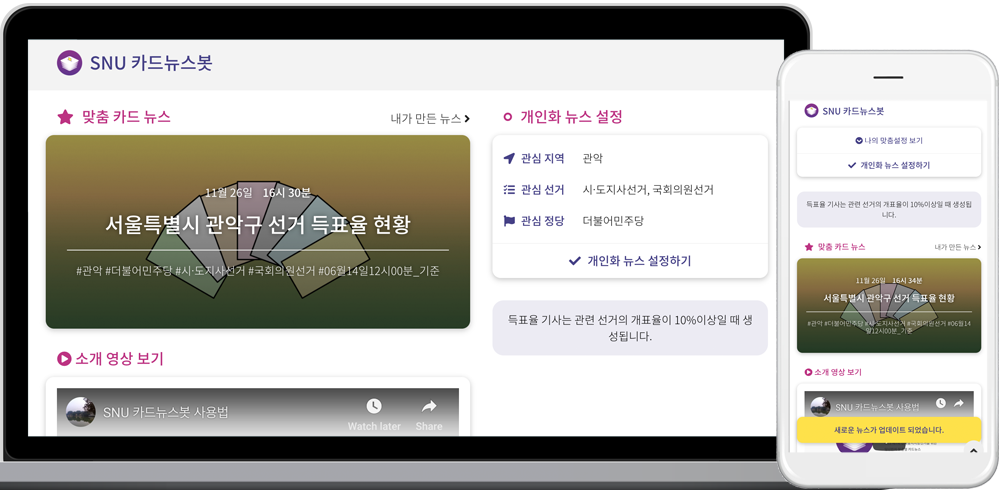 SNU 카드뉴스봇
맞춤 카드 뉴스
내가 만든 뉴스
11월 26일 16시 30분
서울특별시 관악구 선거 득표율 현황
#관악 #더불어민주당 #시·도지사선거 #국회의원선거 #06월14일12시00분_기준
소개 영상 보기
SNU 카드뉴스봇 사용법
Watch later
Share
개인화 뉴스 설정
관심 지역 관악
관심 선거 시·도지사선거, 국회의원선거
관심 정당 더불어민주당
개인화 뉴스 설정하기
득표율 기사는 관련 선거의 개표율이 10%이상일 때 생
성됩니다.
SNU 카드뉴스봇
나의 맞춤설정 보기
개인화 뉴스 설정하기
득표율 기사는 관련 선거의 개표율이 10%이상일 때 생성됩
니다.
맞춤 카드 뉴스
내가 만든 뉴스
11월 26일 16시 34분
서울특별시 관악구 선거 득표율 현황
#관악 #더불어민주당 #시·도지사선거 #국회의원선거 #06월14
일12시00분_기준
소개 영상 보기
SNU 카드뉴스봇 사용법
새로운 뉴스가 업데이트 되었습니다.